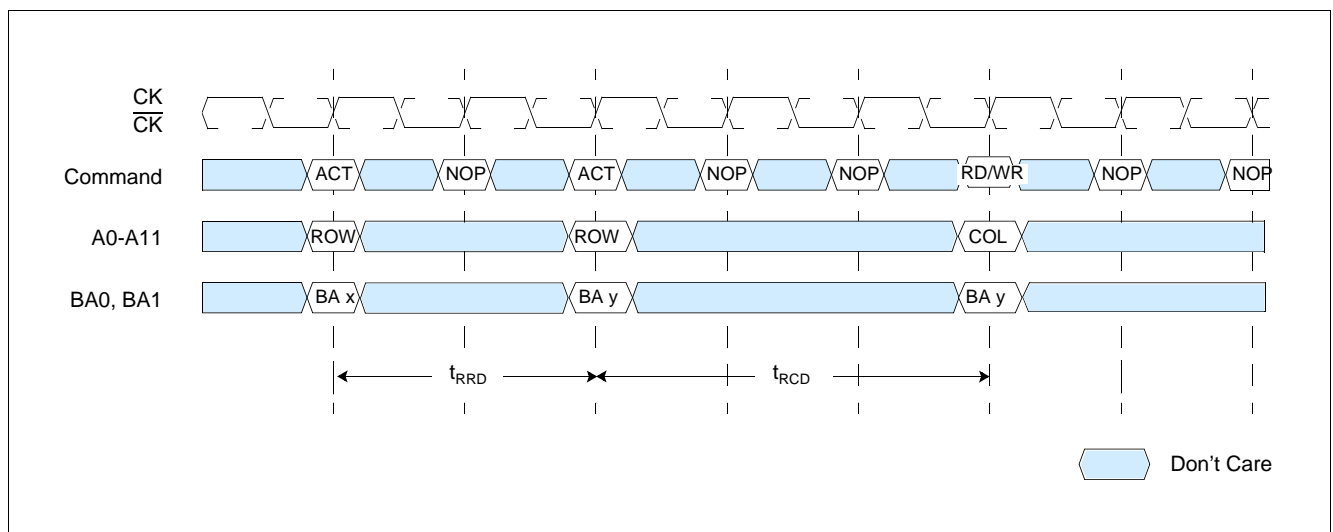 CK
CK
Command ACT NOP ACT NOP NOP RD/WR NOP NOP
A0-A11 ROW ROW COL
BA0, BA1 BA x BA y BA y
tRRD tRCD
Don't Care